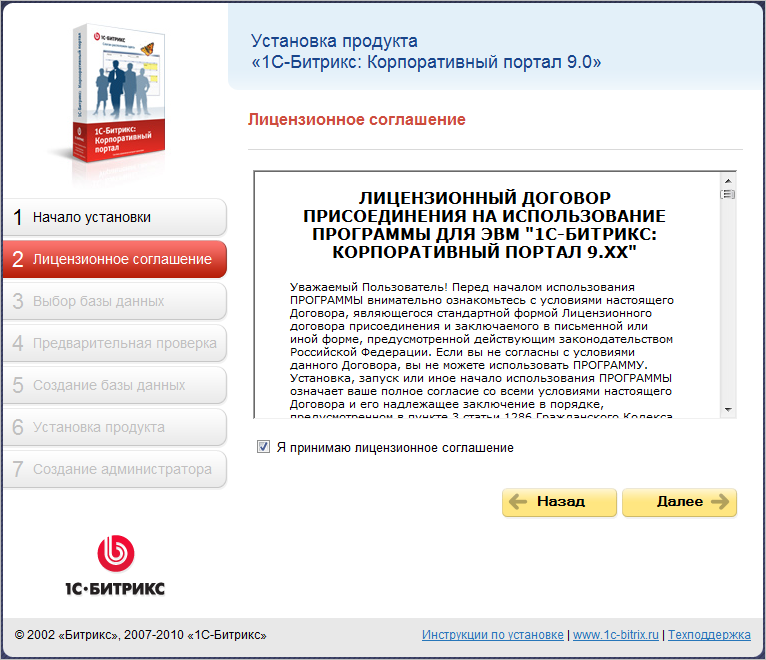 1С-БИТРИКС
1С-Битрикс:
Корпоративный
портал
Установка продукта
«1С-Битрикс: Корпоративный портал 9.0»
Лицензионное соглашение
1 Начало установки
2 Лицензионное соглашение
3 Выбор базы данных
4 Предварительная проверка
5 Создание базы данных
6 Установка продукта
7 Создание администратора
ЛИЦЕНЗИОННЫЙ ДОГОВОР
ПРИСОЕДИНЕНИЯ НА ИСПОЛЬЗОВАНИЕ
ПРОГРАММЫ ДЛЯ ЭВМ "1С-БИТРИКС:
КОРПОРАТИВНЫЙ ПОРТАЛ 9.XX"
Уважаемый Пользователь! Перед началом использования
ПРОГРАММЫ внимательно ознакомьтесь с условиями настоящего
Договора, являющегося стандартной формой Лицензионного
договора присоединения и заключаемого в письменной или
иной форме, предусмотренной действующим законодательством
Российской Федерации. Если вы не согласны с условиями
данного Договора, вы не можете использовать ПРОГРАММУ.
Установка, запуск или иное начало использования ПРОГРАММЫ
означает ваше полное согласие со всеми условиями настоящего
Договора и его надлежащее заключение в порядке,
предусмотренном в пункте 3 статьи 1286 Гражданского Кодекса
Я принимаю лицензионное соглашение
Назад
Далее
1С·БИТРИКС
© 2002 «Битрикс», 2007-2010 «1С-Битрикс»
Инструкции по установке | www.1c-bitrix.ru | Техподдержка